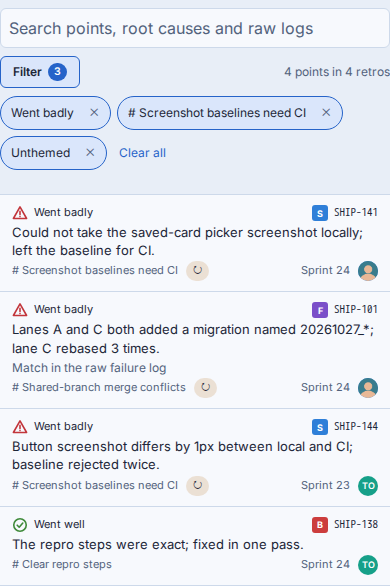 Search points, root causes and raw logs
Filter 3
4 points in 4 retros
Went badly ×
# Screenshot baselines need CI ×
Unthemed ×
Clear all
Went badly
S SHIP-141
Could not take the saved-card picker screenshot locally;
left the baseline for CI.
# Screenshot baselines need CI
Sprint 24
Went badly
F SHIP-101
Lanes A and C both added a migration named 20261027_*;
lane C rebased 3 times.
Match in the raw failure log
# Shared-branch merge conflicts
Sprint 24
Went badly
S SHIP-144
Button screenshot differs by 1px between local and CI;
baseline rejected twice.
# Screenshot baselines need CI
Sprint 23 TO
Went well
B SHIP-138
The repro steps were exact; fixed in one pass.
# Clear repro steps
Sprint 24 TO